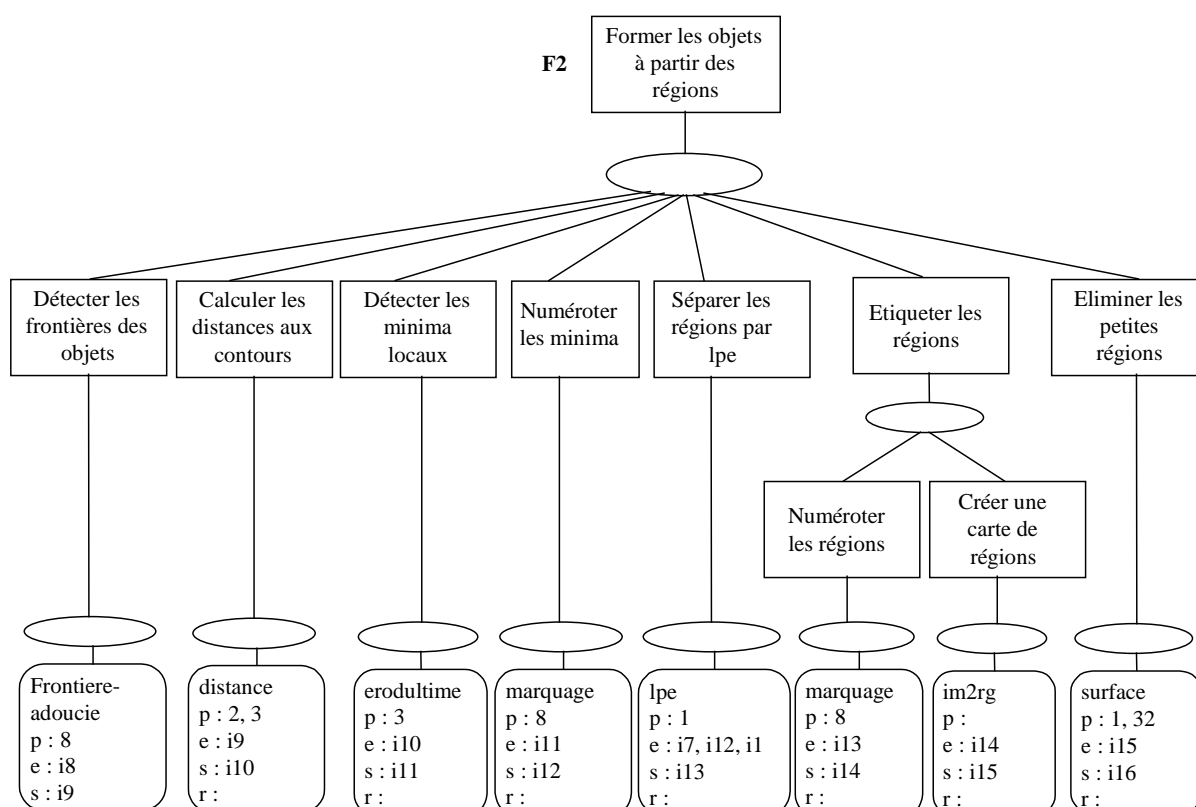 Former les objets
à partir des
régions
F2
Détecter les
frontières des
objets
Calculer les
distances aux
contours
Détecter les
minima
locaux
Numéroter
les minima
Séparer les
régions par
lpe
Etiqueter les
régions
Eliminer les
petites
régions
Numéroter
les régions
Créer une
carte de
régions
Frontiere-
adoucie
p : 8
e : i8
s : i9
distance
p : 2, 3
e : i9
s : i10
r :
erodultime
p : 3
e : i10
s : i11
r :
marquage
p : 8
e : i11
s : i12
r :
lpe
p : 1
e : i7, i12, i1
s : i13
r :
marquage
p : 8
e : i13
s : i14
r :
im2rg
p :
e : i14
s : i15
r :
surface
p : 1, 32
e : i15
s : i16
r :